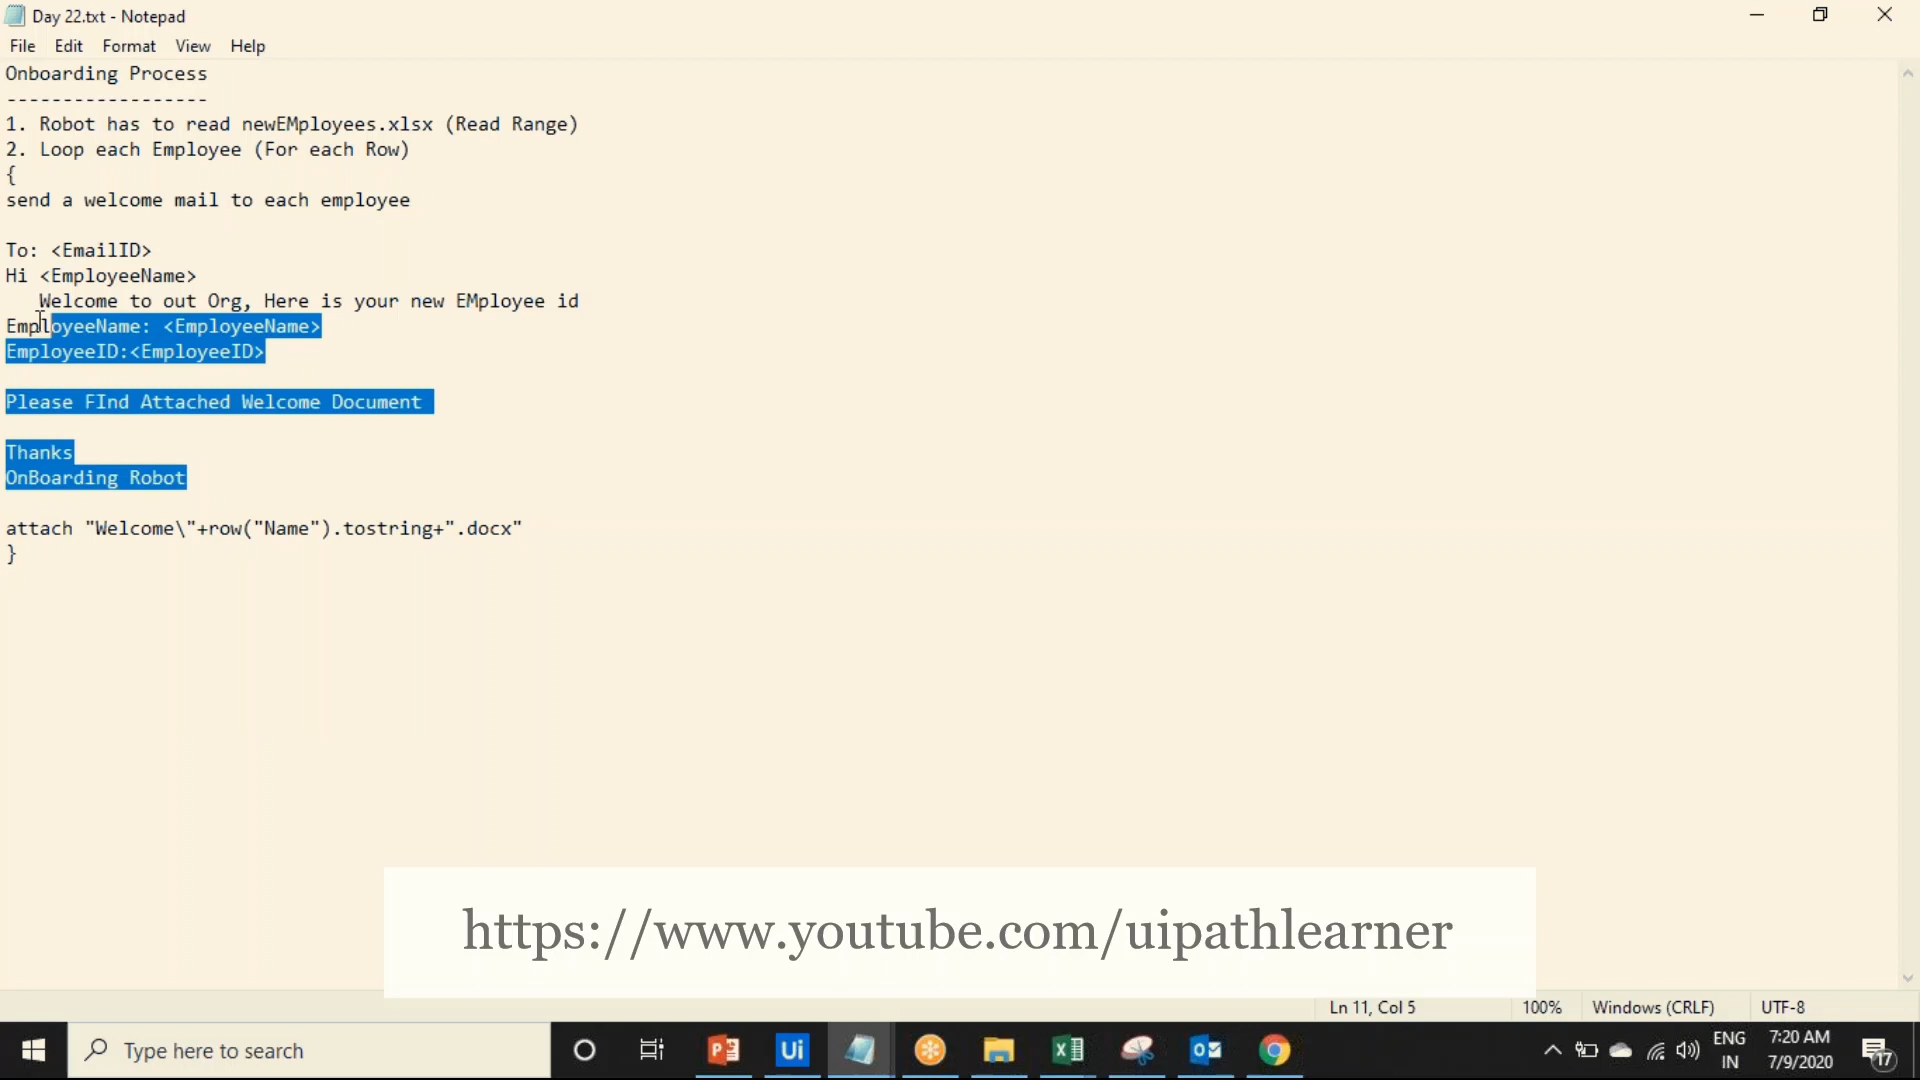 Day 22.txt - Notepad
File Edit Format View Help
Onboarding Process
------------------
1. Robot has to read newEMployees.xlsx (Read Range)
2. Loop each Employee (For each Row)
{
send a welcome mail to each employee
To: <EmailID>
Hi <EmployeeName>
Welcome to out Org, Here is your new EMployee id
EmployeeName: <EmployeeName>
EmployeeID:<EmployeeID>
Please FInd Attached Welcome Document
Thanks
OnBoarding Robot
attach "Welcome\"+row("Name").tostring+".docx"
}
https://www.youtube.com/uipathlearner
Ln 11, Col 5 100% Windows (CRLF) UTF-8
Type here to search
Ui
ENG
IN
7:20 AM
7/9/2020
17